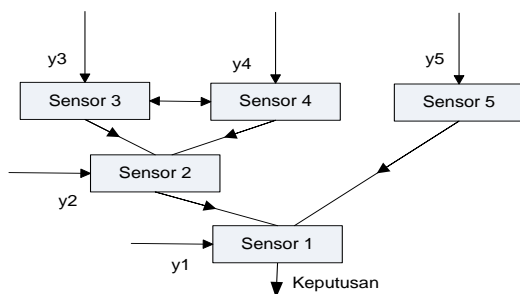 y3
y4
y5
Sensor 3
Sensor 4
Sensor 5
Sensor 2
y2
Sensor 1
y1
Keputusan